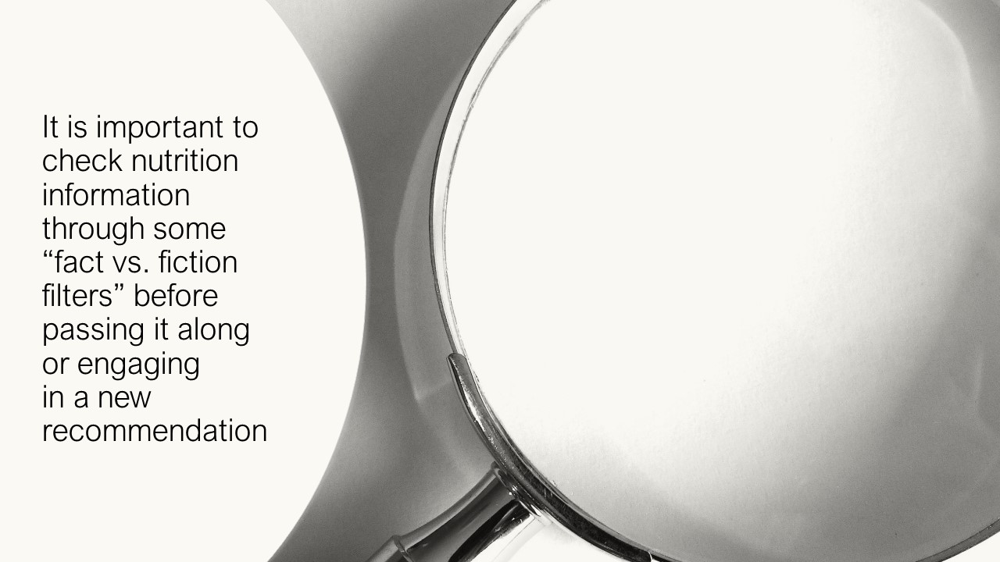 It is important to
check nutrition
information
through some
“fact vs. fiction
filters” before
passing it along
or engaging
in a new
recommendation